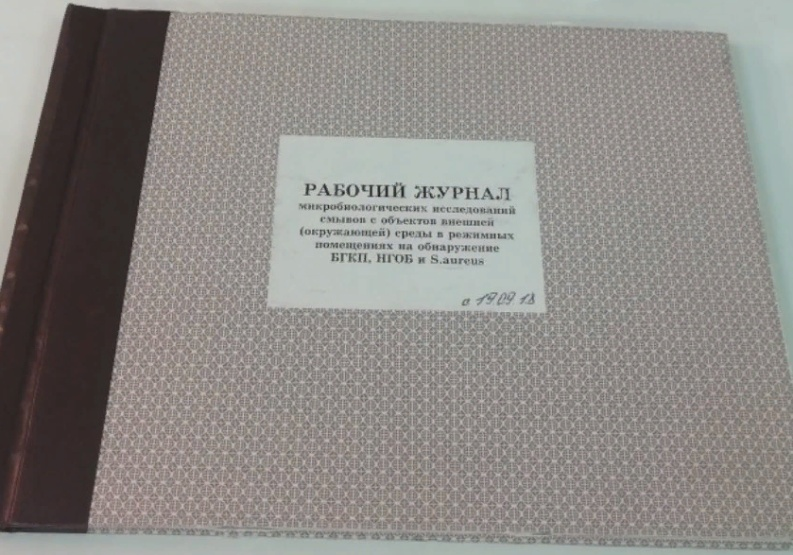 РАБОЧИЙ ЖУРНАЛ
микробиологических исследований
смывов с объектов внешней
(окружающей) среды в режимных
помещениях на обнаружение
БГКП, НГОБ и S.aureus
с 19.09.18